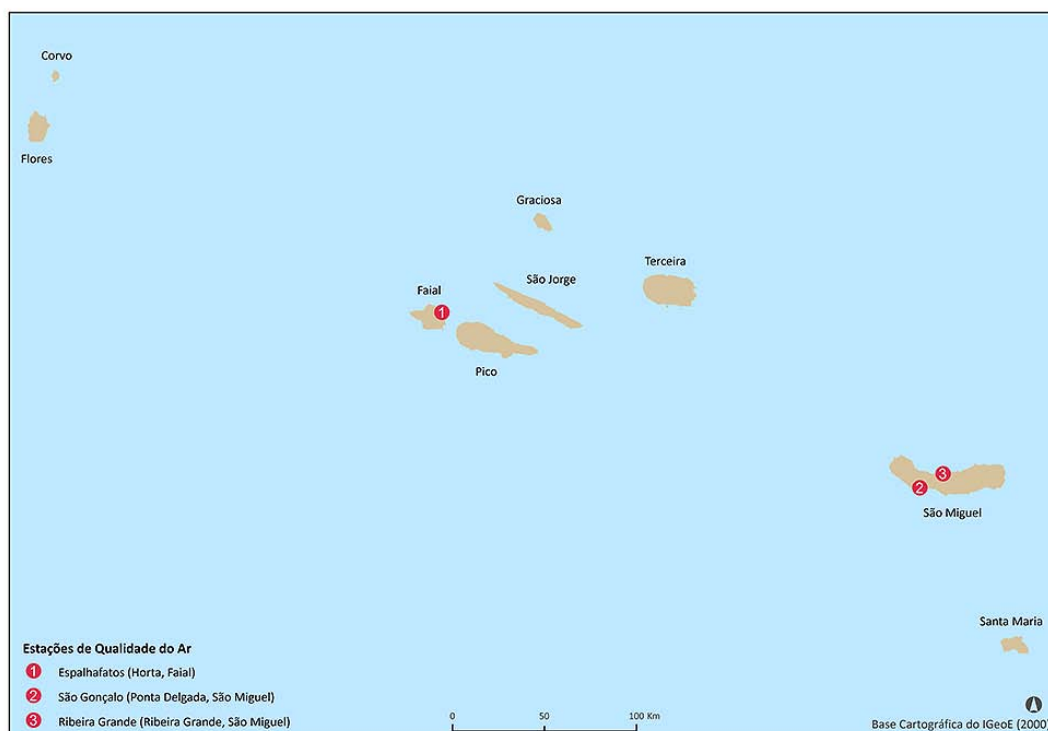 Corvo
Flores
Graciosa
Terceira
São Jorge
Faial
1
Pico
3
2
São Miguel
Santa Maria
Estações de Qualidade do Ar
1 Espalhafatos (Horta, Faial)
2 São Gonçalo (Ponta Delgada, São Miguel)
3 Ribeira Grande (Ribeira Grande, São Miguel)
0 50 100 Km
Base Cartográfica do IGeoE (2000)